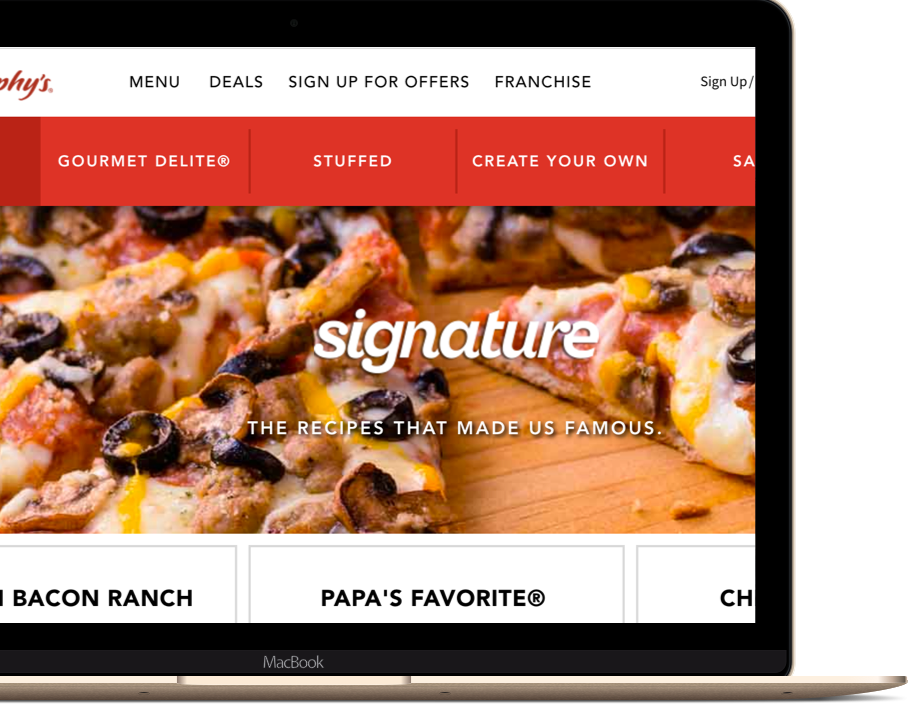 phy's
MENU DEALS SIGN UP FOR OFFERS FRANCHISE Sign Up/
GOURMET DELITE® STUFFED CREATE YOUR OWN SA
signature
THE RECIPES THAT MADE US FAMOUS.
BACON RANCH PAPA'S FAVORITE® CH
MacBook